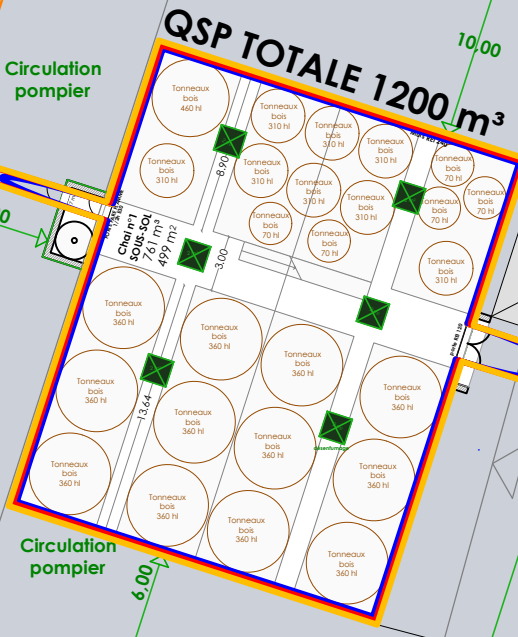 QSP TOTALE 1200 m³
10,00
Circulation
pompier
Tonneaux
bois
460 hl
Tonneaux
bois
310 hl
Tonneaux
bois
310 hl
Tonneaux
bois
310 hl
Tonneaux
bois
70 hl
8,90
Tonneaux
bois
310 hl
Tonneaux
bois
310 hl
Tonneaux
bois
310 hl
Tonneaux
bois
310 hl
Tonneaux
bois
70 hl
Tonneaux
bois
70 hl
Tonneaux
bois
70 hl
Tonneaux
bois
70 hl
Chai n°1
SOUS-SOL
761 m³
499 m²
3,00
Tonneaux
bois
310 hl
0
Tonneaux
bois
360 hl
Tonneaux
bois
360 hl
Tonneaux
bois
360 hl
Tonneaux
bois
360 hl
Tonneaux
bois
360 hl
13,64
Tonneaux
bois
360 hl
Tonneaux
bois
360 hl
désenfumage
Tonneaux
bois
360 hl
Tonneaux
bois
360 hl
Tonneaux
bois
360 hl
Tonneaux
bois
360 hl
Tonneaux
bois
360 hl
Circulation
pompier
6,00